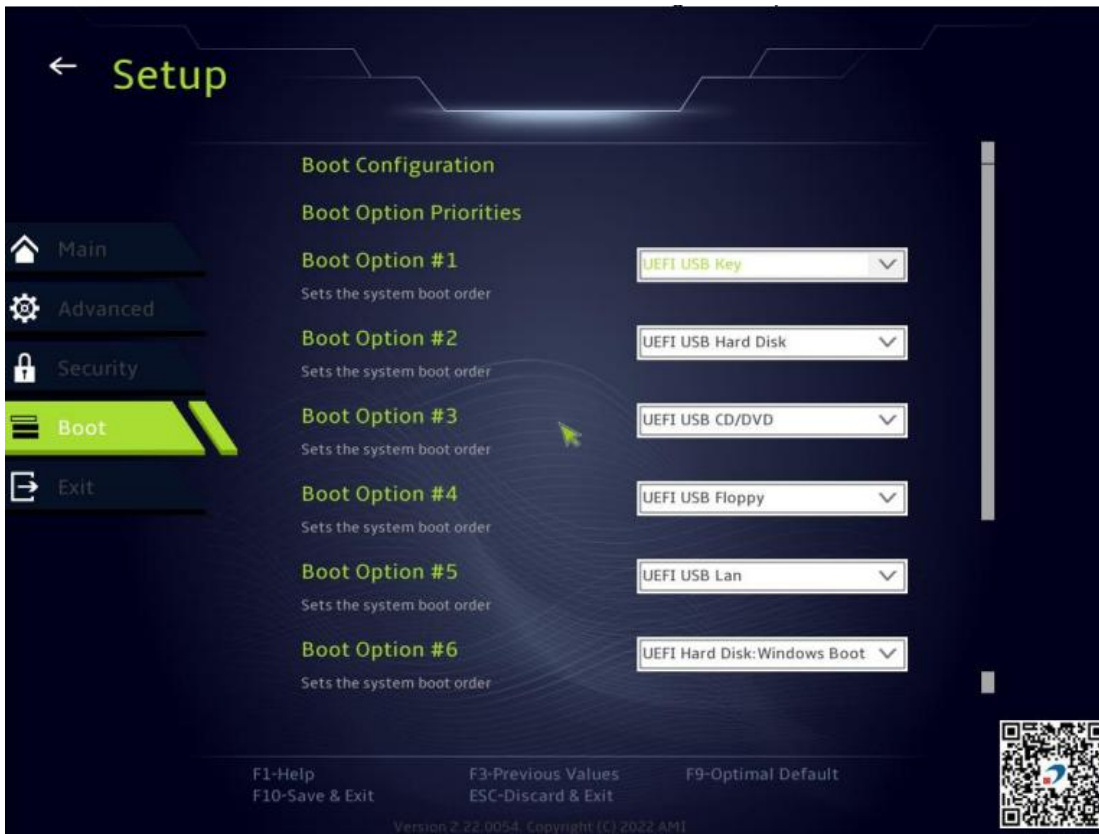 Setup
Boot Configuration
Boot Option Priorities
Main
Advanced
Security
Boot
Exit
Boot Option #1
UEFI USB Key
Sets the system boot order
Boot Option #2
UEFI USB Hard Disk
Sets the system boot order
Boot Option #3
UEFI USB CD/DVD
Sets the system boot order
Boot Option #4
UEFI USB Floppy
Sets the system boot order
Boot Option #5
UEFI USB Lan
Sets the system boot order
Boot Option #6
UEFI Hard Disk:Windows Boot
Sets the system boot order
F1-Help
F3-Previous Values
F9-Optimal Default
F10-Save & Exit
ESC-Discard & Exit
Version 2.22.0054. Copyright (C) 2022 AMI